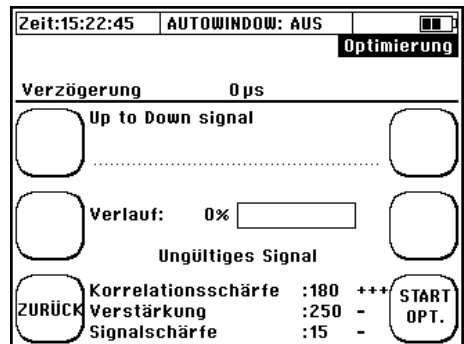 Zeit:15:22:45 AUTOWINDOW: AUS
Optimierung
Verzögerung 0 µs
Up to Down signal
Verlauf: 0%
Ungültiges Signal
Korrelationsschärfe :180 +++
ZURÜCK Verstärkung :250 - START OPT.
Signalschärfe :15 -